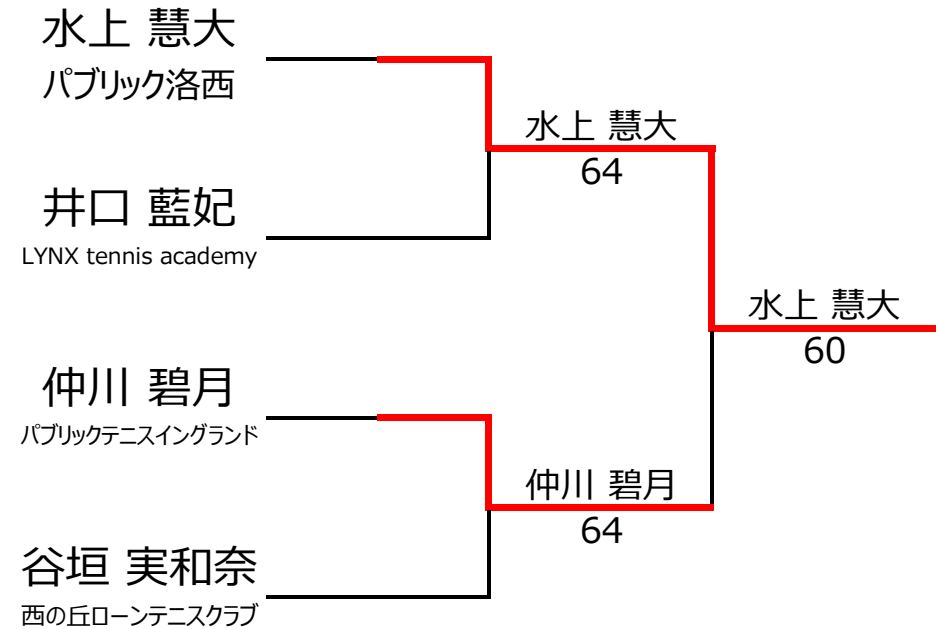 水上 慧大
パブリック洛西
水上 慧大
64
井口 藍妃
LYNX tennis academy
水上 慧大
60
仲川 碧月
パブリックテニスイングランド
仲川 碧月
64
谷垣 実和奈
西の丘ローンテニスクラブ